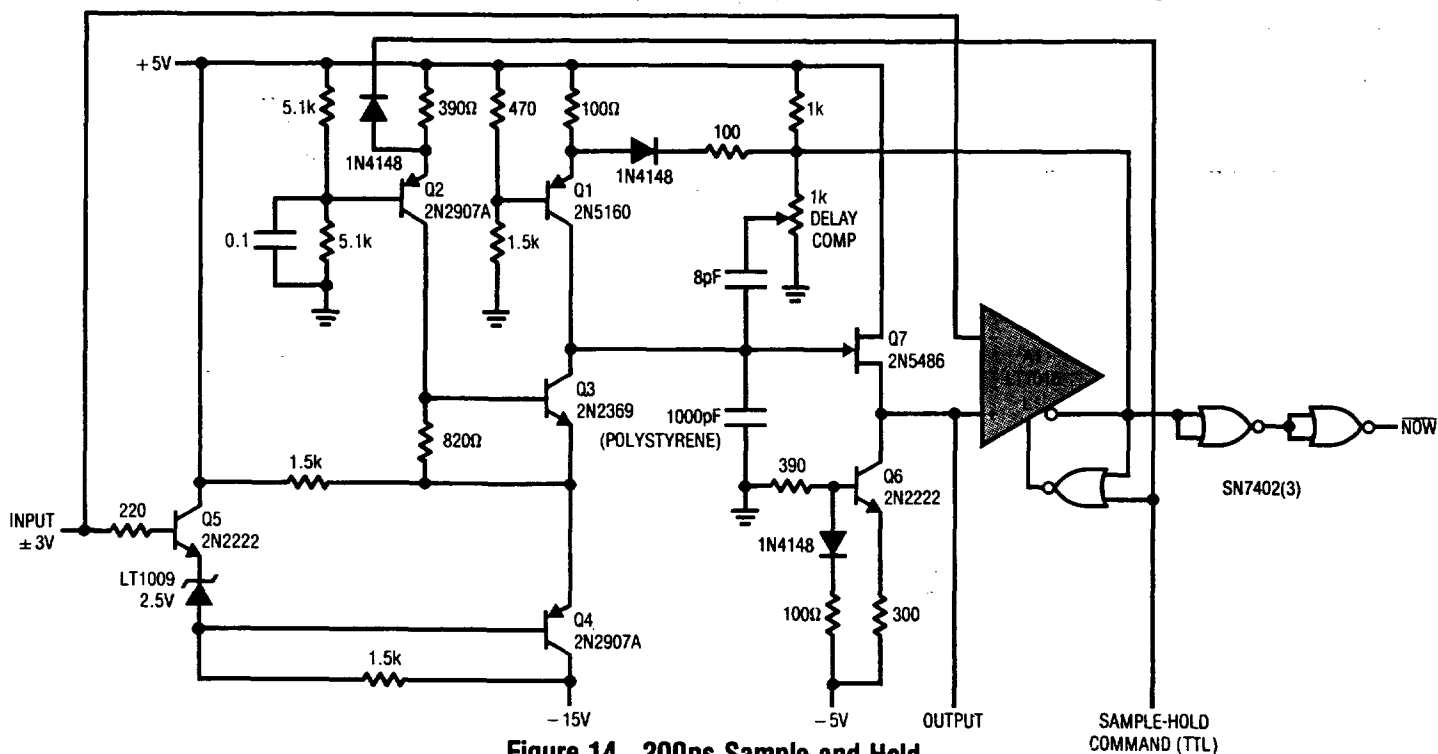 +5V
5.1k
390Ω
470
100Ω
1k
1N4148
1N4148
100
Q2
2N2907A
Q1
2N5160
1k
DELAY
COMP
0.1
5.1k
1.5k
8pF
Q7
2N5486
Q3
2N2369
1000pF
(POLYSTYRENE)
820Ω
1.5k
390
Q6
2N2222
NOW
SN7402(3)
INPUT
±3V
220
Q5
2N2222
1N4148
LT1009
2.5V
Q4
2N2907A
100Ω
300
1.5k
−15V
−5V
OUTPUT
SAMPLE-HOLD
COMMAND (TTL)
Figure 14. 200ns Sample and Hold